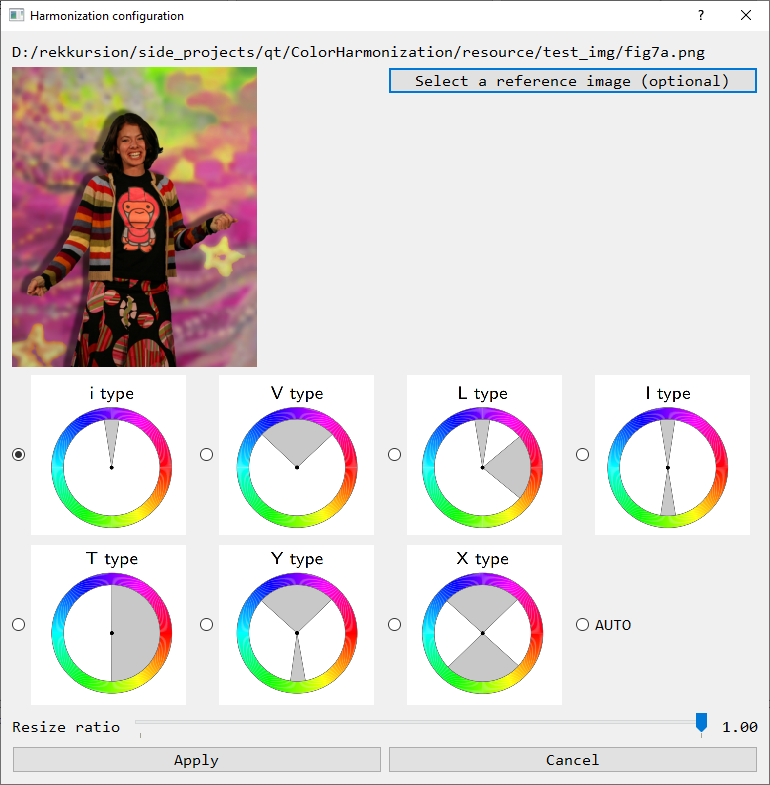 Harmonization configuration
?
D:/rekkursion/side_projects/qt/ColorHarmonization/resource/test_img/fig7a.png
Select a reference image (optional)
i type
V type
L type
I type
T type
Y type
X type
AUTO
Resize ratio
1.00
Apply
Cancel